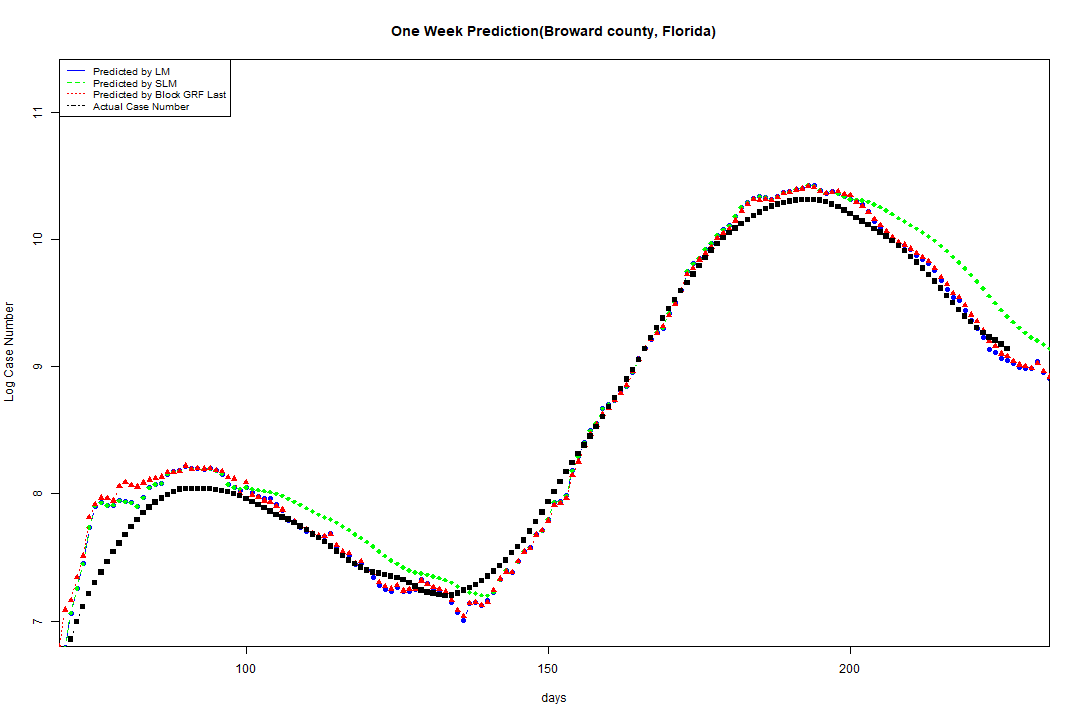 One Week Prediction(Broward county, Florida)
Predicted by LM
Predicted by SLM
Predicted by Block GRF Last
Actual Case Number
11
10
9
8
7
Log Case Number
100
150
200
days